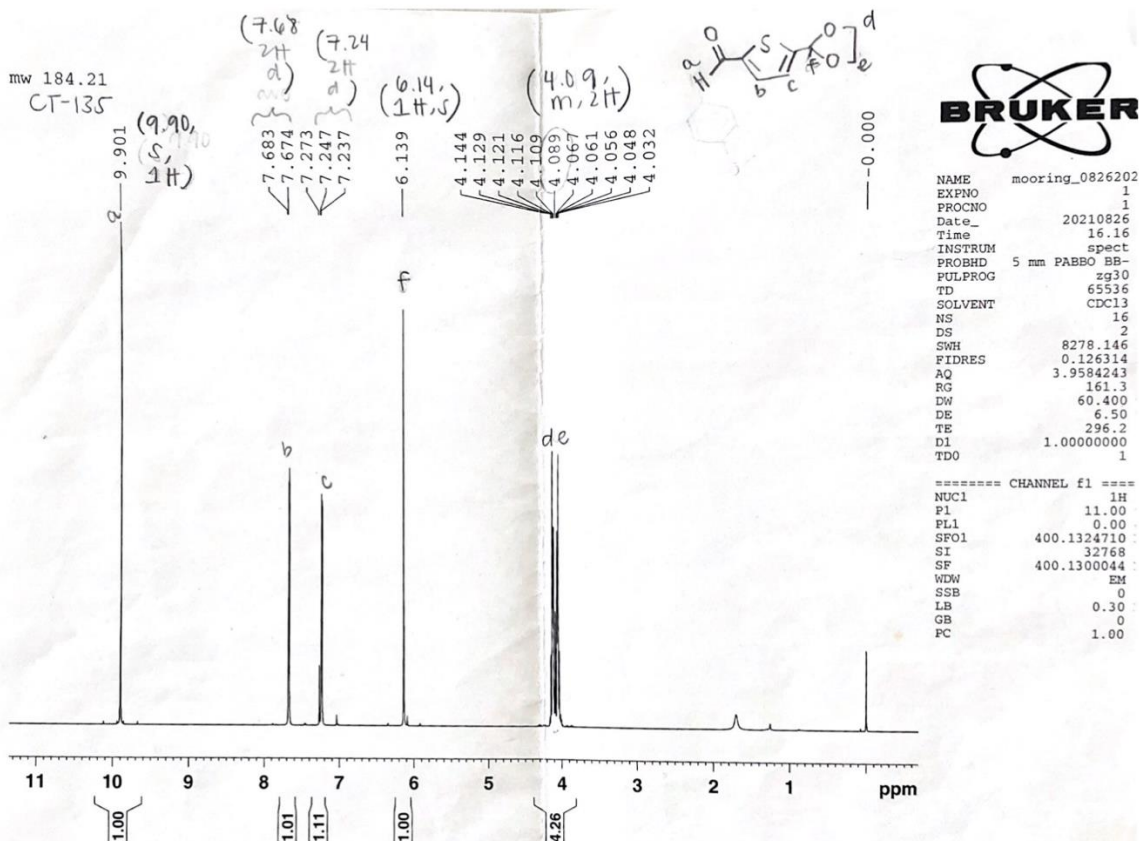 mw 184.21
CT-135
(9.90,
s,
1H)
(7.68
2H
d)
(7.24
2H
d)
(6.14,
1H,s)
(4.09,
m, 2H)
O
H
a
S
b
c
f
O
O
d
e
9.901
7.683
7.674
7.273
7.247
7.237
6.139
4.144
4.129
4.121
4.116
4.109
4.089
4.067
4.061
4.056
4.048
4.032
-0.000
BRUKER
NAME mooring_0826202
EXPNO 1
PROCNO 1
Date_ 20210826
Time 16.16
INSTRUM spect
PROBHD 5 mm PABBO BB-
PULPROG zg30
TD 65536
SOLVENT CDCl3
NS 16
DS 2
SWH 8278.146
FIDRES 0.126314
AQ 3.9584243
RG 161.3
DW 60.400
DE 6.50
TE 296.2
D1 1.00000000
TD0 1
======== CHANNEL f1 ====
NUC1 1H
P1 11.00
PL1 0.00
SFO1 400.1324710
SI 32768
SF 400.1300044
WDW EM
SSB 0
LB 0.30
GB 0
PC 1.00
a
b
c
f
de
11 10 9 8 7 6 5 4 3 2 1 ppm
1.00
1.01
1.11
1.00
4.26